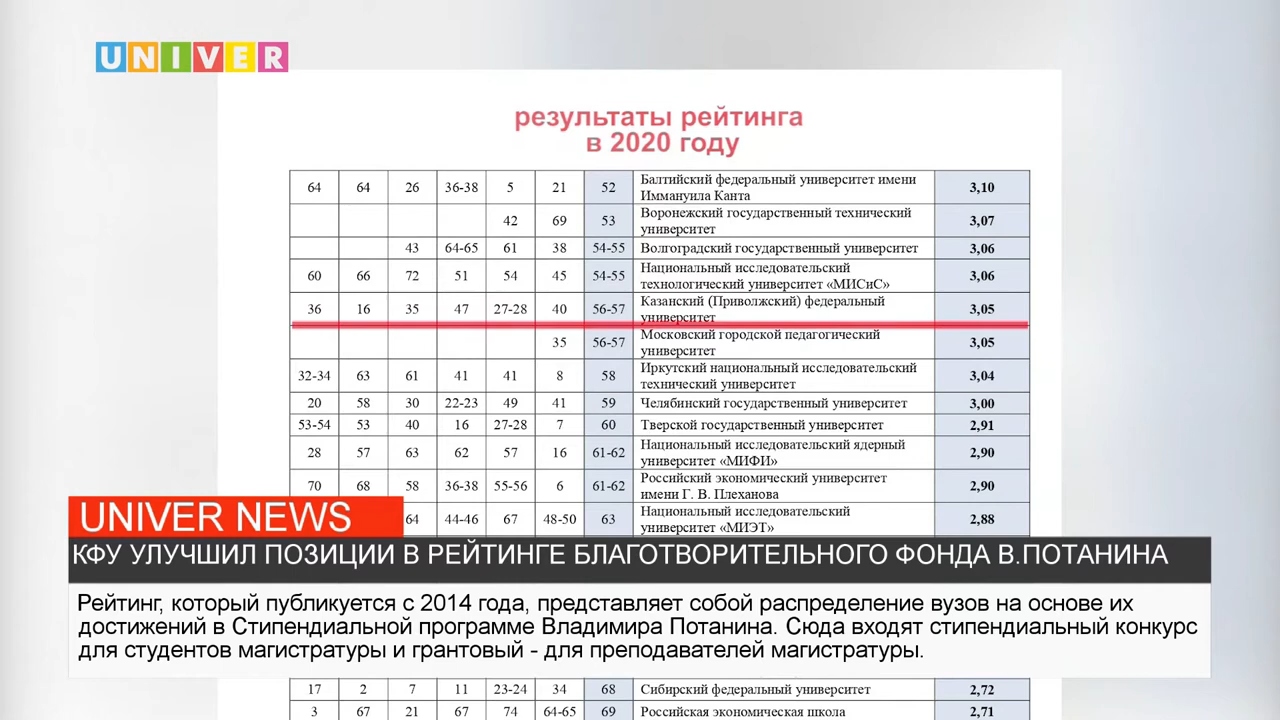 UNIVER
результаты рейтинга
в 2020 году
64 64 26 36-38 5 21 52 Балтийский федеральный университет имени 3,10
Иммануила Канта
42 69 53 Воронежский государственный технический 3,07
университет
43 64-65 61 38 54-55 Волгоградский государственный университет 3,06
60 66 72 51 54 45 54-55 Национальный исследовательский 3,06
технологический университет «МИСиС»
36 16 35 47 27-28 40 56-57 Казанский (Приволжский) федеральный 3,05
университет
35 56-57 Московский городской педагогический 3,05
университет
32-34 63 61 41 41 8 58 Иркутский национальный исследовательский 3,04
технический университет
20 58 30 22-23 49 41 59 Челябинский государственный университет 3,00
53-54 53 40 16 27-28 7 60 Тверской государственный университет 2,91
28 57 63 62 57 16 61-62 Национальный исследовательский ядерный 2,90
университет «МИФИ»
70 68 58 36-38 55-56 6 61-62 Российский экономический университет 2,90
имени Г. В. Плеханова
64 44-46 67 48-50 63 Национальный исследовательский 2,88
университет «МИЭТ»
UNIVER NEWS
КФУ УЛУЧШИЛ ПОЗИЦИИ В РЕЙТИНГЕ БЛАГОТВОРИТЕЛЬНОГО ФОНДА В.ПОТАНИНА
Рейтинг, который публикуется с 2014 года, представляет собой распределение вузов на основе их
достижений в Стипендиальной программе Владимира Потанина. Сюда входят стипендиальный конкурс
для студентов магистратуры и грантовый - для преподавателей магистратуры.
17 2 7 11 23-24 34 68 Сибирский федеральный университет 2,72
3 67 21 67 74 64-65 69 Российская экономическая школа 2,71